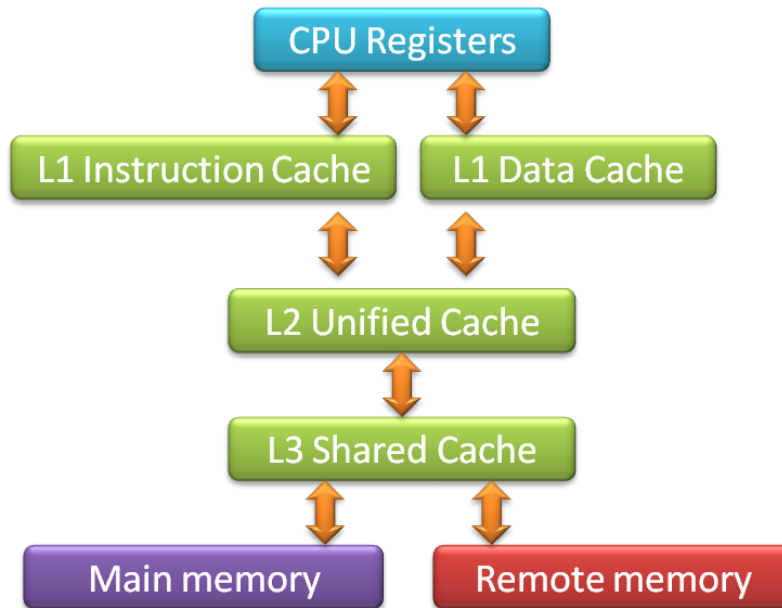 CPU Registers
L1 Instruction Cache
L1 Data Cache
L2 Unified Cache
L3 Shared Cache
Main memory
Remote memory